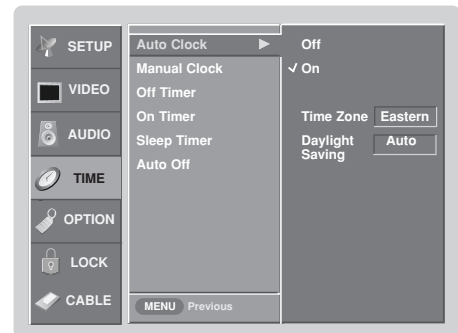 SETUP
VIDEO
AUDIO
TIME
OPTION
LOCK
CABLE
Auto Clock ▶
Manual Clock
Off Timer
On Timer
Sleep Timer
Auto Off
MENU Previous
Off
✓ On
Time Zone Eastern
Daylight Auto
Saving